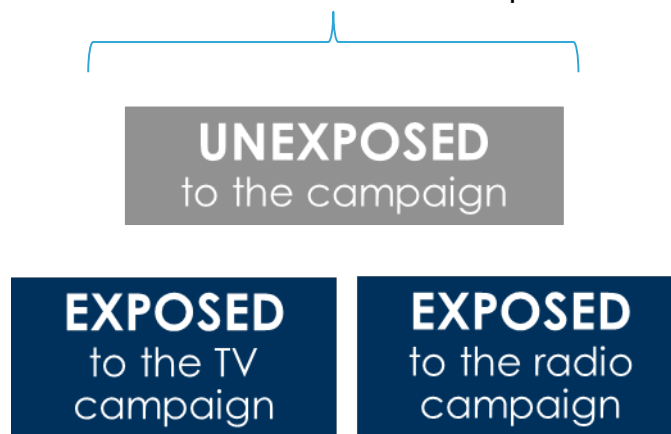 UNEXPOSED
to the campaign
EXPOSED
to the TV
campaign
EXPOSED
to the radio
campaign